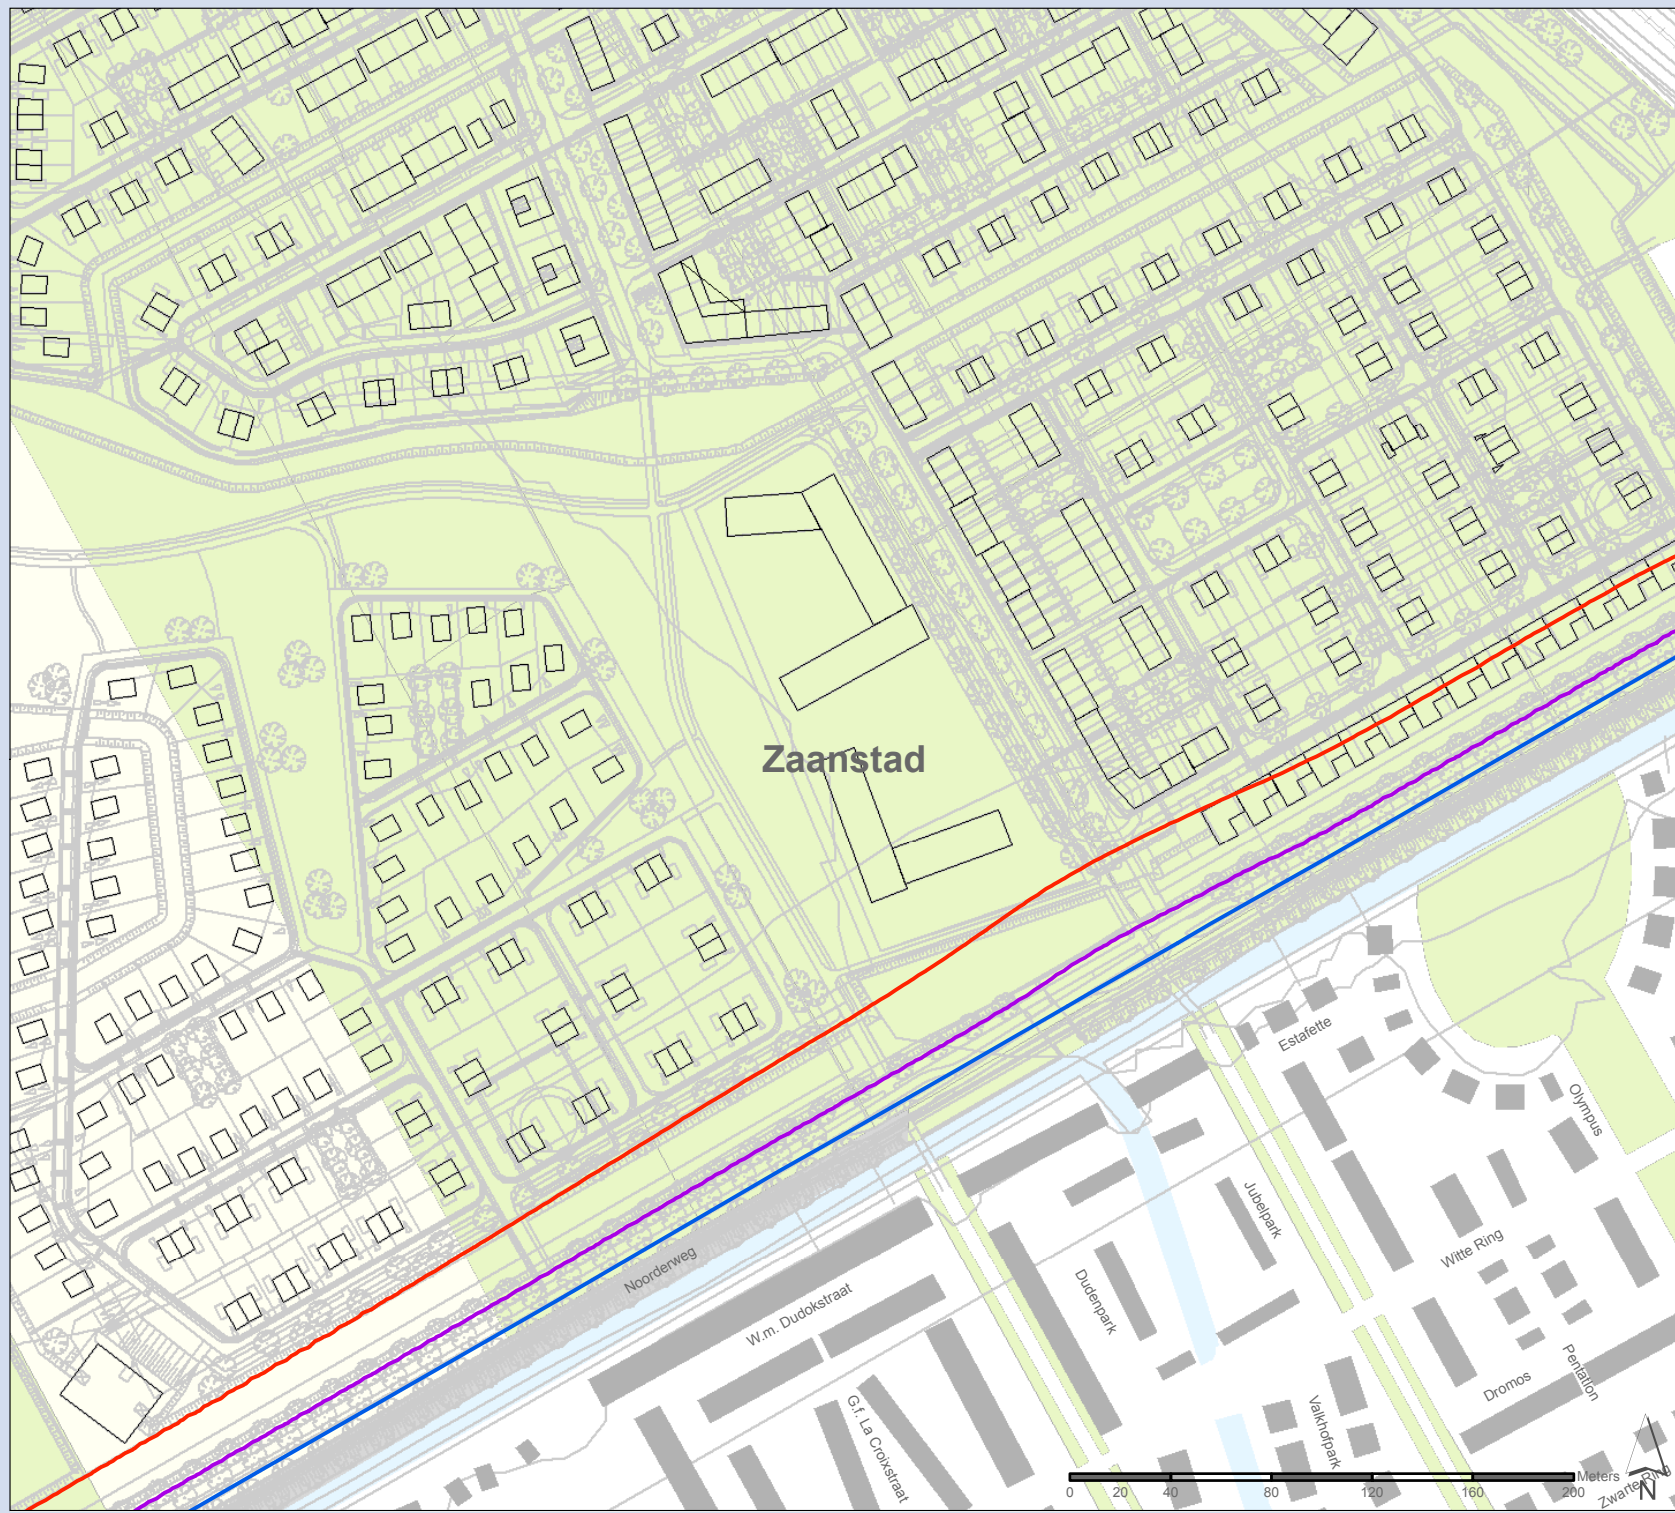 Zaanstad
Estafette
Olympus
Jubelpark
Noorderweg
Witte Ring
W.m. Dudokstraat
Dudenpark
Pentation
Dromos
G.f. La Croixstraat
Valkhofpark
Meters
0 20 40 80 120 160 200
Zwarte Ring
N